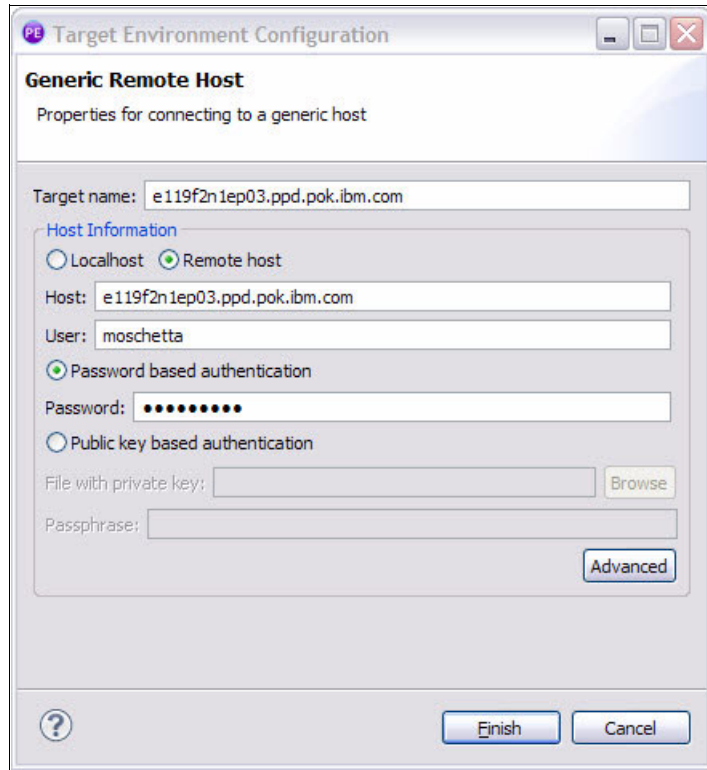 PE Target Environment Configuration
Generic Remote Host
Properties for connecting to a generic host
Target name: e119f2n1ep03.ppd.pok.ibm.com
Host Information
Localhost Remote host
Host: e119f2n1ep03.ppd.pok.ibm.com
User: moschetta
Password based authentication
Password: •••••••••
Public key based authentication
File with private key: Browse
Passphrase:
Advanced
? Finish Cancel